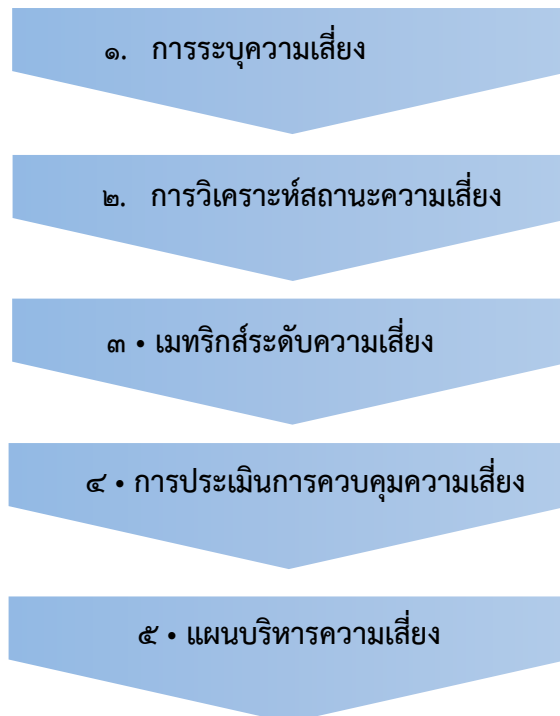 ๑. การระบุความเสี่ยง
๒. การวิเคราะห์สถานะความเสี่ยง
๓ • เมทริกส์ระดับความเสี่ยง
๔ • การประเมินการควบคุมความเสี่ยง
๕ • แผนบริหารความเสี่ยง